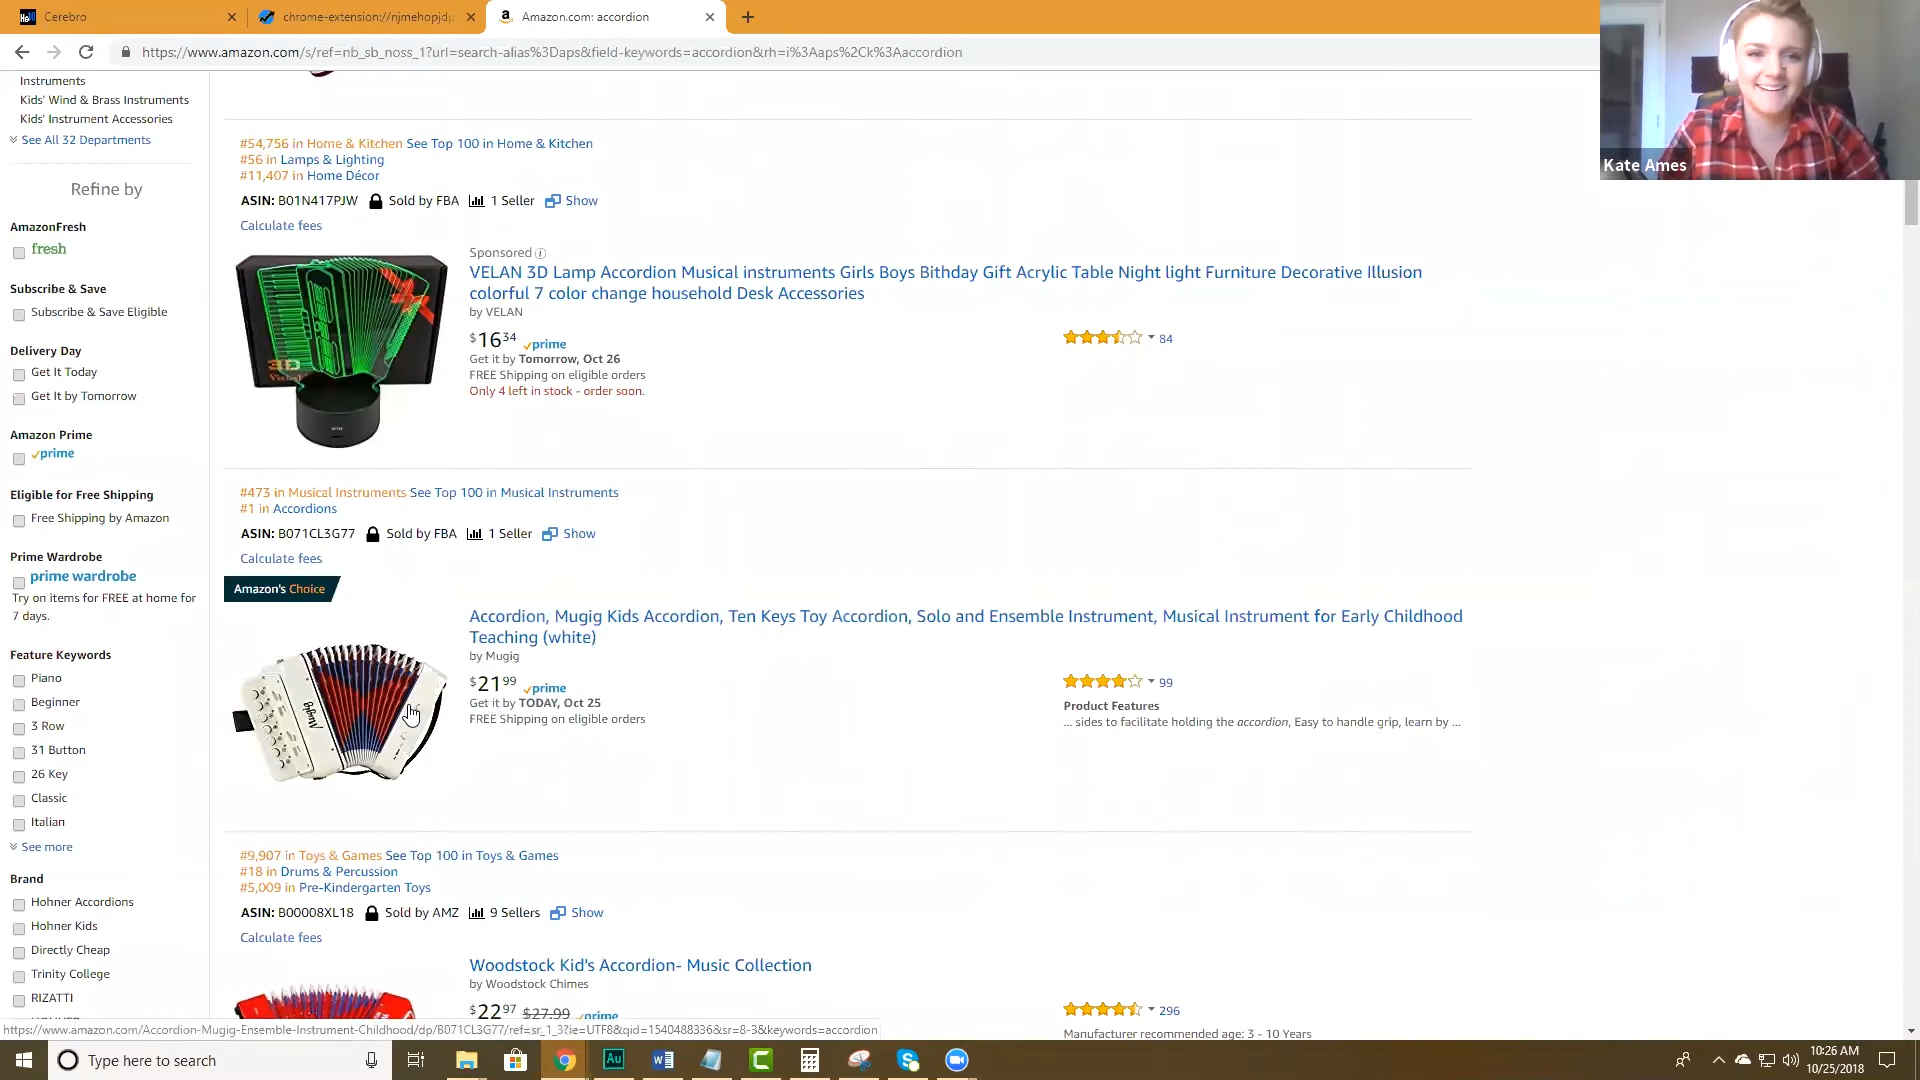 Cerebro
chrome-extension://njmehopjdp
Amazon.com: accordion
https://www.amazon.com/s/ref=nb_sb_noss_1?url=search-alias%3Daps&field-keywords=accordion&rh=i%3Aaps%2Ck%3Aaccordion
Kate Ames
Instruments
Kids' Wind & Brass Instruments
Kids' Instrument Accessories
See All 32 Departments
Refine by
AmazonFresh
fresh
Subscribe & Save
Subscribe & Save Eligible
Delivery Day
Get It Today
Get It by Tomorrow
Amazon Prime
prime
Eligible for Free Shipping
Free Shipping by Amazon
Prime Wardrobe
prime wardrobe
Try on items for FREE at home for
7 days.
Feature Keywords
Piano
Beginner
3 Row
31 Button
26 Key
Classic
Italian
See more
Brand
Hohner Accordions
Hohner Kids
Directly Cheap
Trinity College
RIZATTI
#54,756 in Home & Kitchen See Top 100 in Home & Kitchen
#56 in Lamps & Lighting
#11,407 in Home Décor
ASIN: B01N417PJW Sold by FBA 1 Seller Show
Calculate fees
Sponsored
VELAN 3D Lamp Accordion Musical instruments Girls Boys Bithday Gift Acrylic Table Night light Furniture Decorative Illusion
colorful 7 color change household Desk Accessories
by VELAN
$16 34 prime
Get it by Tomorrow, Oct 26
FREE Shipping on eligible orders
Only 4 left in stock - order soon.
84
3D
#473 in Musical Instruments See Top 100 in Musical Instruments
#1 in Accordions
ASIN: B071CL3G77 Sold by FBA 1 Seller Show
Calculate fees
Amazon's Choice
Accordion, Mugig Kids Accordion, Ten Keys Toy Accordion, Solo and Ensemble Instrument, Musical Instrument for Early Childhood
Teaching (white)
by Mugig
$21 99 prime
Get it by TODAY, Oct 25
FREE Shipping on eligible orders
99
Product Features
... sides to facilitate holding the accordion, Easy to handle grip, learn by ...
Mugig
#9,907 in Toys & Games See Top 100 in Toys & Games
#18 in Drums & Percussion
#5,009 in Pre-Kindergarten Toys
ASIN: B00008XL18 Sold by AMZ 9 Sellers Show
Calculate fees
Woodstock Kid's Accordion- Music Collection
by Woodstock Chimes
$22 97 $27.99 prime
296
Manufacturer recommended age: 3 - 10 Years
https://www.amazon.com/Accordion-Mugig-Ensemble-Instrument-Childhood/dp/B071CL3G77/ref=sr_1_3?ie=UTF8&qid=1540488336&sr=8-3&keywords=accordion
Type here to search
10:26 AM
10/25/2018